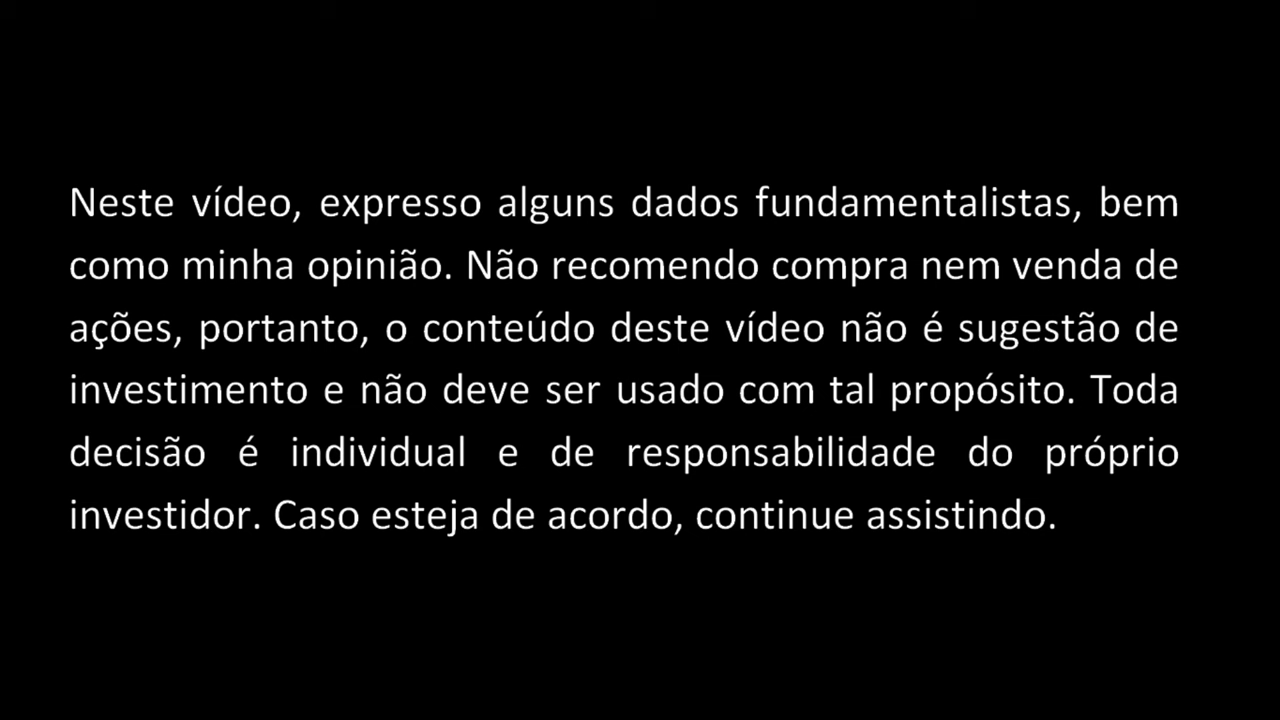 Neste vídeo, expresso alguns dados fundamentalistas, bem
como minha opinião. Não recomendo compra nem venda de
ações, portanto, o conteúdo deste vídeo não é sugestão de
investimento e não deve ser usado com tal propósito. Toda
decisão é individual e de responsabilidade do próprio
investidor. Caso esteja de acordo, continue assistindo.